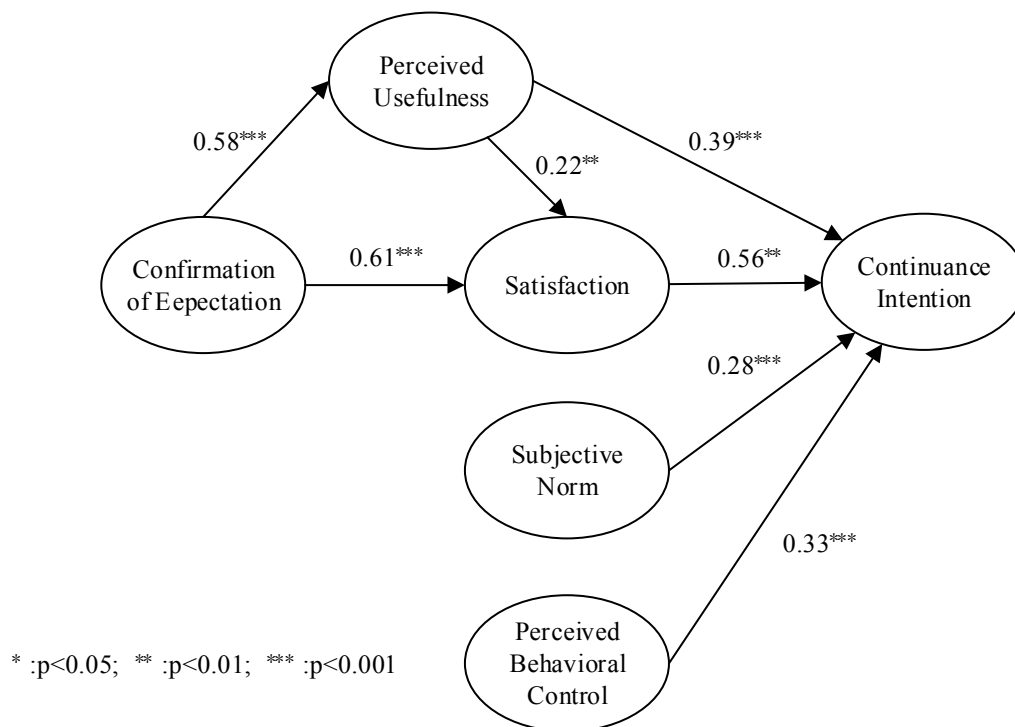 Perceived
Usefulness
0.58***
0.39***
0.22**
Confirmation
of Eepectation
0.61***
Satisfaction
0.56**
Continuance
Intention
0.28***
Subjective
Norm
0.33***
Perceived
Behavioral
Control
* :p<0.05; ** :p<0.01; *** :p<0.001